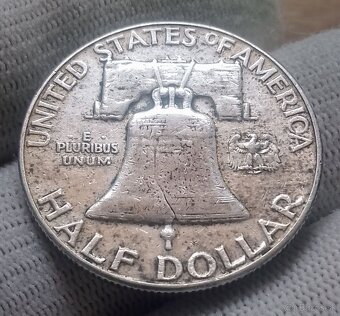 UNITED STATES OF AMERICA
E
PLURIBUS
UNUM
HALF DOLLAR